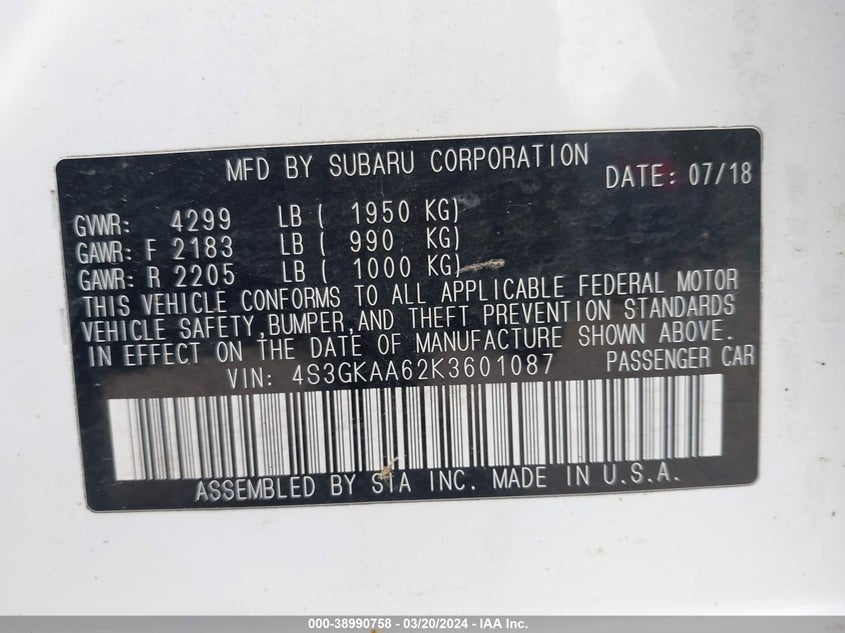 MFD BY SUBARU CORPORATION DATE: 07/18
GVWR: 4299 LB ( 1950 KG)
GAWR: F 2183 LB ( 990 KG)
GAWR: R 2205 LB ( 1000 KG)
THIS VEHICLE CONFORMS TO ALL APPLICABLE FEDERAL MOTOR
VEHICLE SAFETY,BUMPER,AND THEFT PREVENTION STANDARDS
IN EFFECT ON THE DATE OF MANUFACTURE SHOWN ABOVE.
VIN: 4S3GKAA62K3601087 PASSENGER CAR
ASSEMBLED BY SIA INC. MADE IN U.S.A.
000-38990758 - 03/20/2024 - IAA Inc.